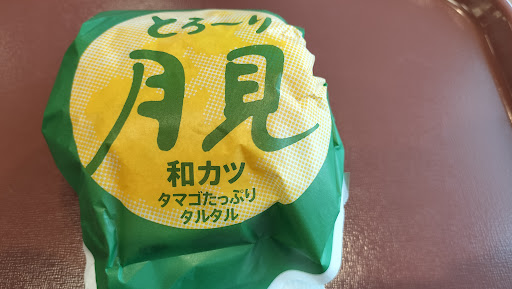 とろ〜り
月見
和カツ
タマゴたっぷり
タルタル